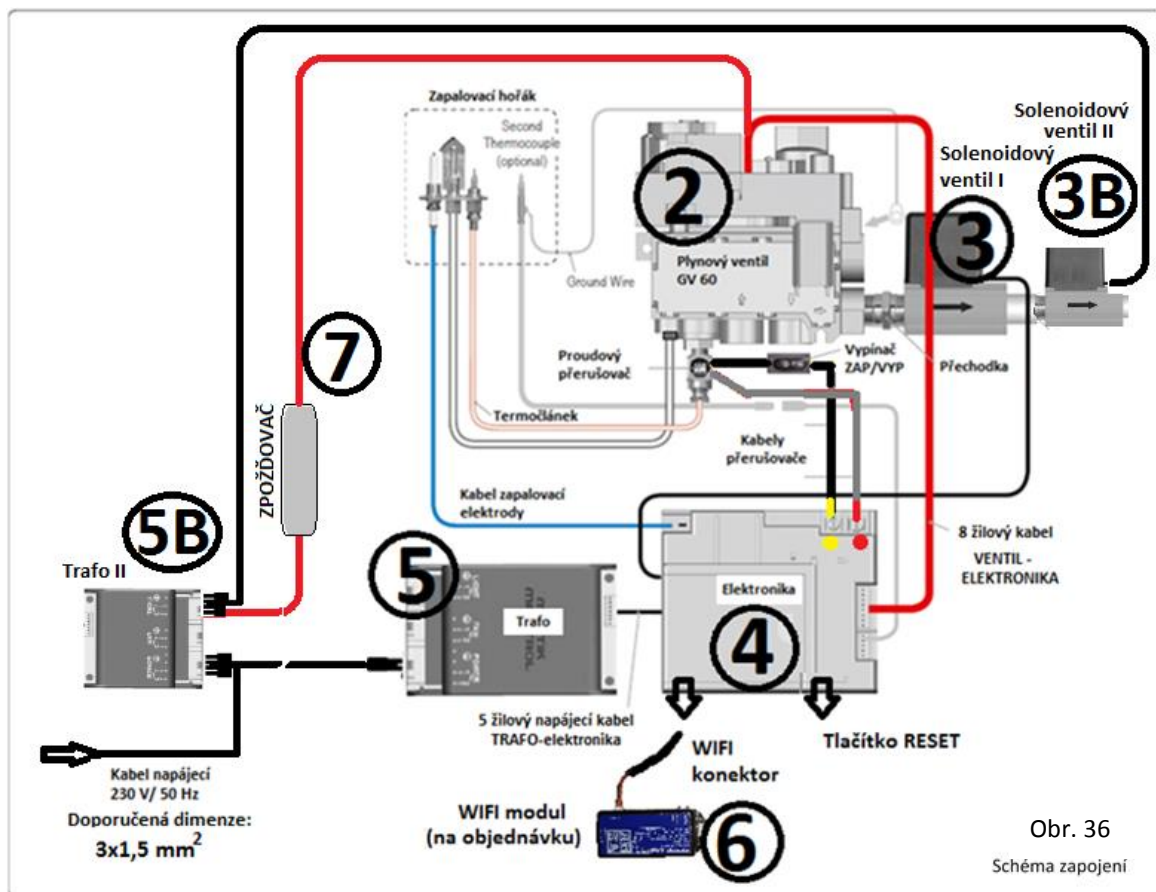 Zapalovací hořák
Second
Thermocouple
(optional)
2
Solenoidový
ventil II
Solenoidový
ventil I
3B
3
Plynový ventil
GV 60
Ground Wire
7
Proudový
přerušovač
Vypínač
ZAP/VYP
Přechodka
Termočlánek
ZPOŽĎOVAČ
Kabely
přerušovače
Kabel zapalovací
elektrody
5B
8 žilový kabel
VENTIL -
ELEKTRONIKA
Trafo II
5
Trafo
Elektronika
4
5 žilový napájecí kabel
TRAFO-elektronika
Tlačítko RESET
WIFI
konektor
Kabel napájecí
230 V/ 50 Hz
Doporučená dimenze:
3x1,5 mm²
WIFI modul
(na objednávku)
6
Obr. 36
Schéma zapojení